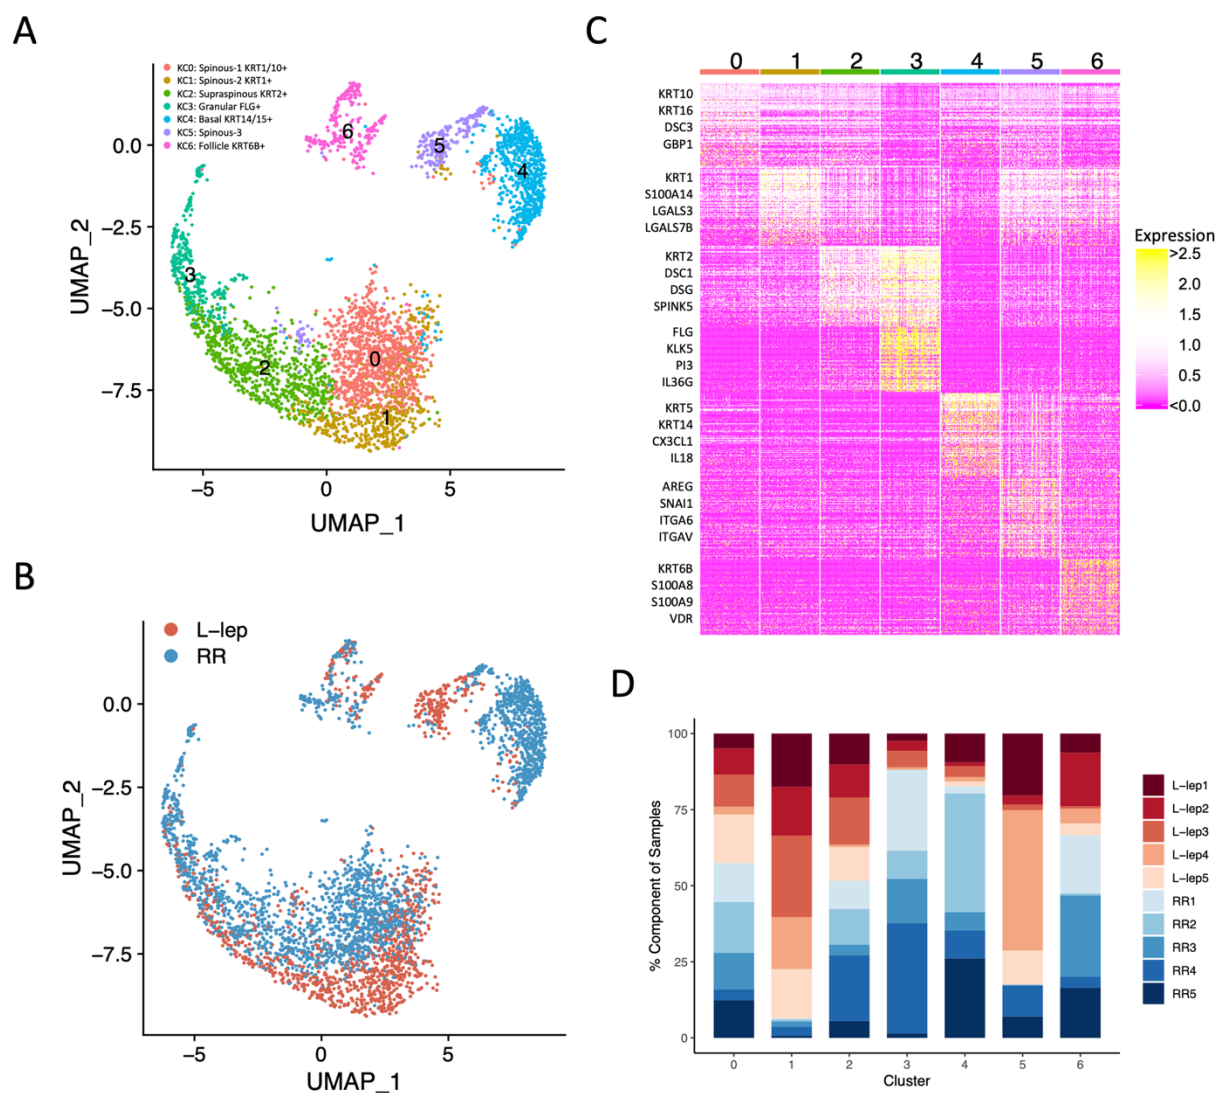 A
KC0: Spinous-1 KRT1/10+
KC1: Spinous-2 KRT1+
KC2: Supraspinous KRT2+
KC3: Granular FLG+
KC4: Basal KRT14/15+
KC5: Spinous-3
KC6: Follicle KRT6B+
0.0
−2.5
−5.0
−7.5
UMAP_2
6
5
4
3
2
0
1
−5
0
5
UMAP_1
B
L−lep
RR
0.0
−2.5
−5.0
−7.5
UMAP_2
−5
0
5
UMAP_1
C
0 1 2 3 4 5 6
KRT10
KRT16
DSC3
GBP1
KRT1
S100A14
LGALS3
LGALS7B
KRT2
DSC1
DSG
SPINK5
FLG
KLK5
PI3
IL36G
KRT5
KRT14
CX3CL1
IL18
AREG
SNAI1
ITGA6
ITGAV
KRT6B
S100A8
S100A9
VDR
Expression
>2.5
2.0
1.5
1.0
0.5
<0.0
D
100
75
50
25
0
% Component of Samples
0 1 2 3 4 5 6
Cluster
L−lep1
L−lep2
L−lep3
L−lep4
L−lep5
RR1
RR2
RR3
RR4
RR5